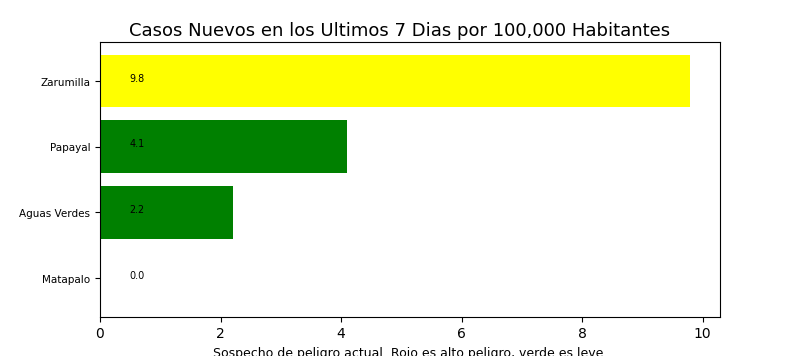 Casos Nuevos en los Ultimos 7 Dias por 100,000 Habitantes
Zarumilla 9.8
Papayal 4.1
Aguas Verdes 2.2
Matapalo 0.0
0 2 4 6 8 10
Sospecho de peligro actual. Rojo es alto peligro, verde es leve